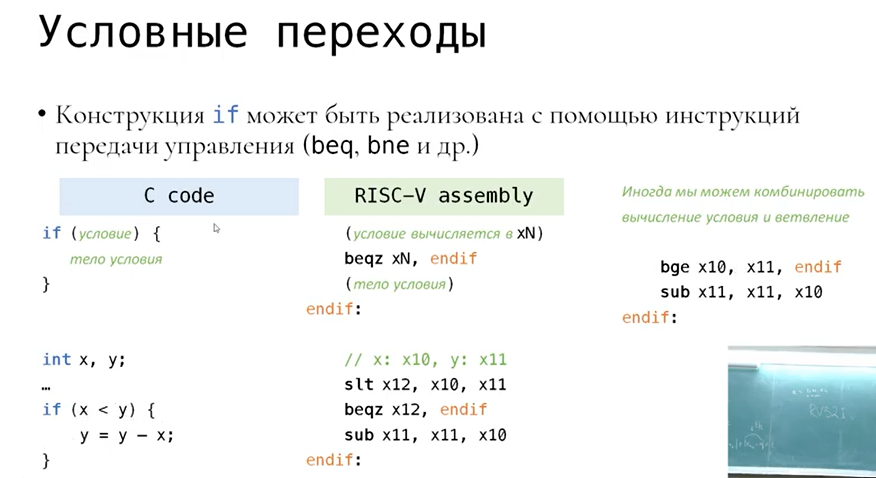 Условные переходы
• Конструкция if может быть реализована с помощью инструкций
передачи управления (beq, bne и др.)
C code
if (условие) {
тело условия
}
int x, y;
…
if (x < y) {
y = y – x;
}
RISC–V assembly
(условие вычисляется в xN)
beqz xN, endif
(тело условия)
endif:
// x: x10, y: x11
slt x12, x10, x11
beqz x12, endif
sub x11, x11, x10
endif:
Иногда мы можем комбинировать
вычисление условия и ветвление
bge x10, x11, endif
sub x11, x11, x10
endif: